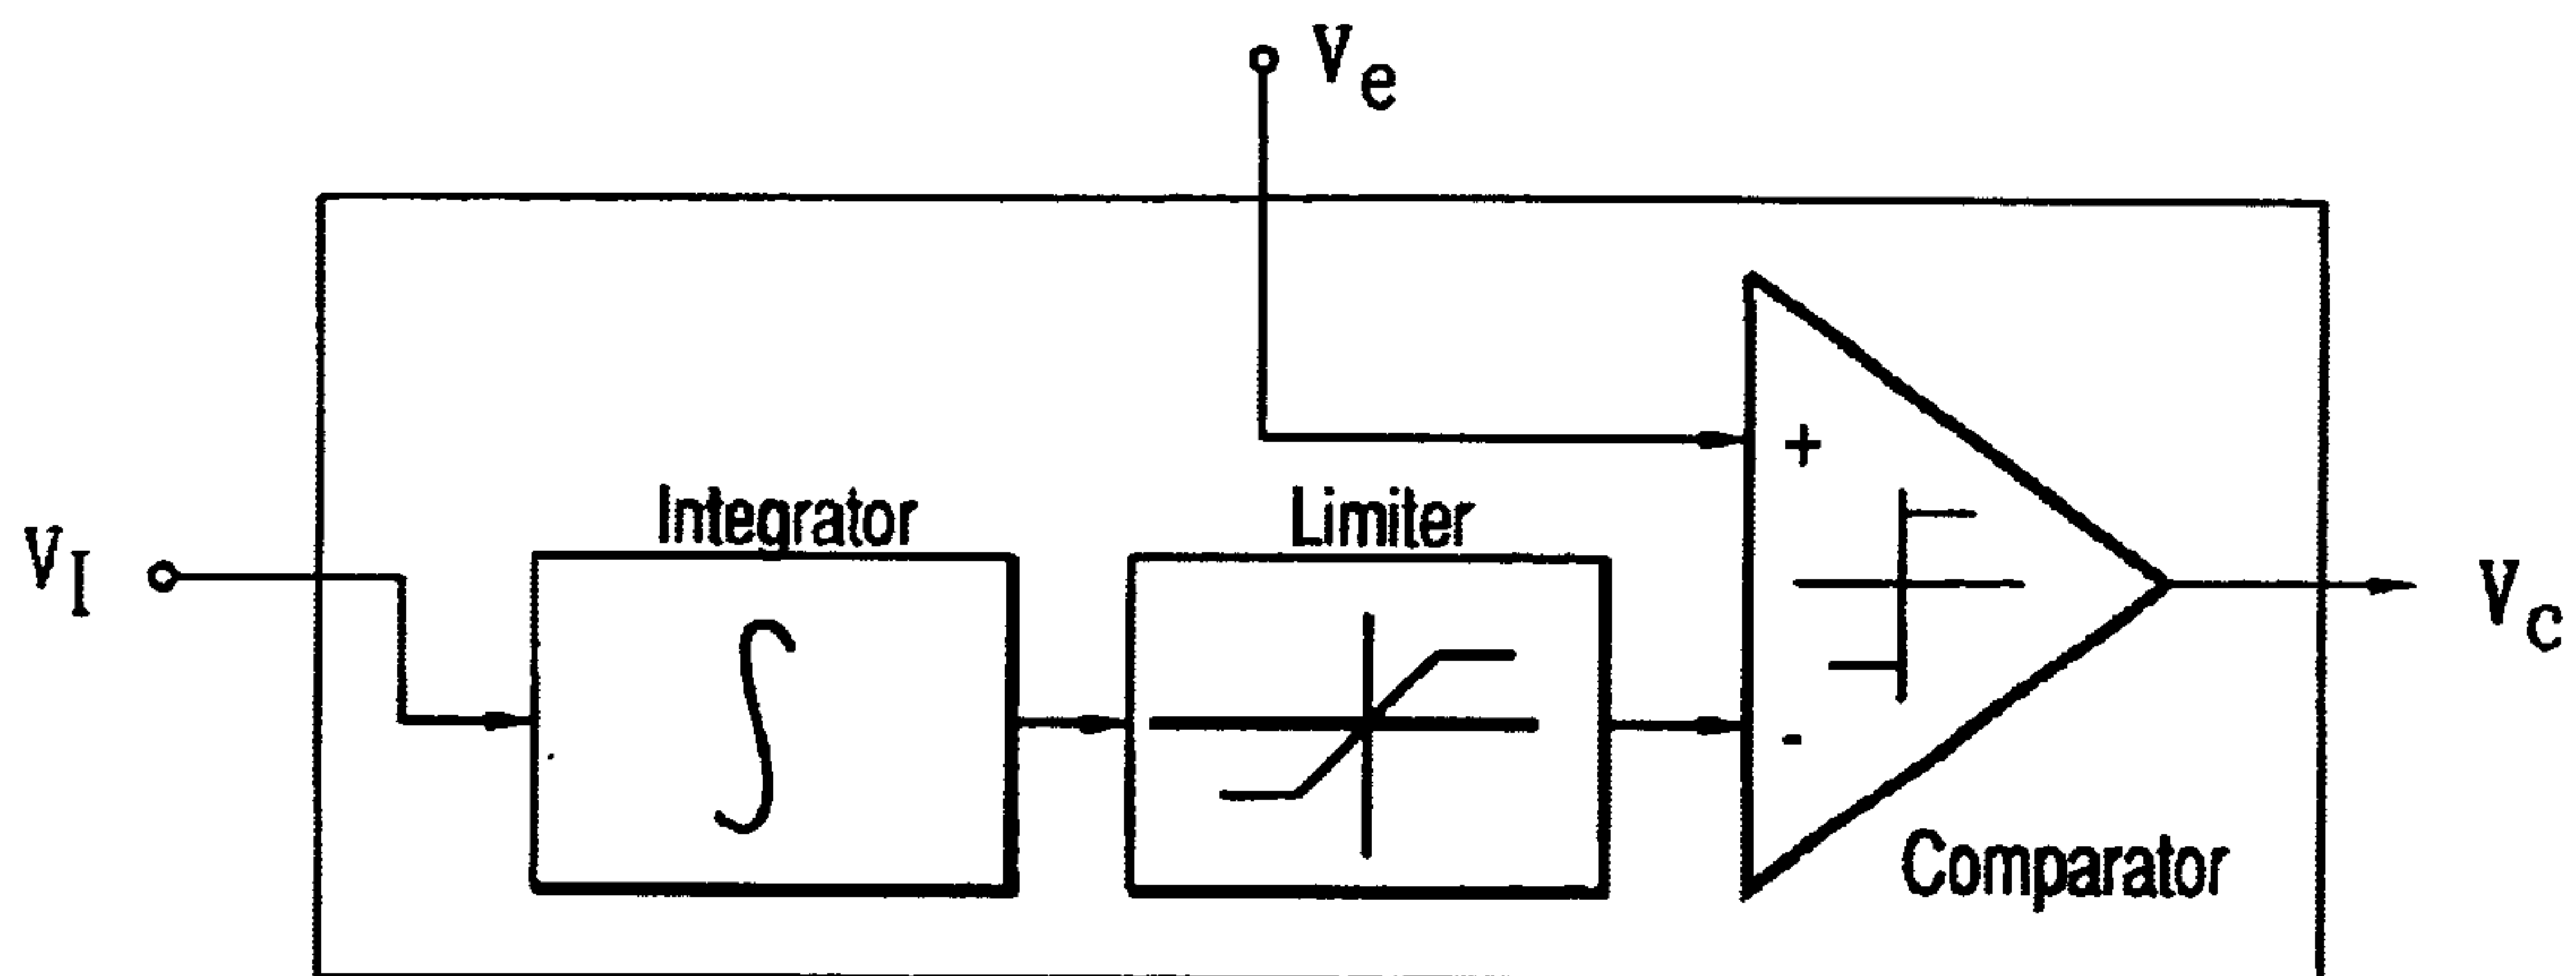 Ve
VI
Integrator
Limiter
+
-
Comparator
Vc